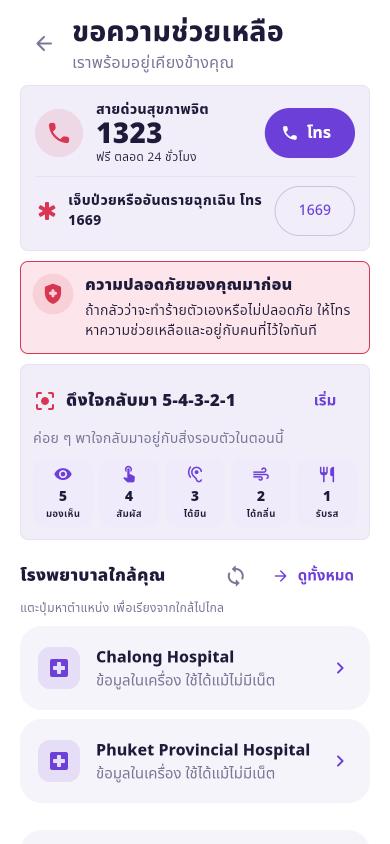 ขอความช่วยเหลือ
เราพร้อมอยู่เคียงข้างคุณ
สายด่วนสุขภาพจิต
1323
ฟรี ตลอด 24 ชั่วโมง
โทร
เจ็บป่วยหรืออันตรายฉุกเฉิน โทร
1669
1669
ความปลอดภัยของคุณมาก่อน
ถ้ากลัวว่าจะทำร้ายตัวเองหรือไม่ปลอดภัย ให้โทร
หาความช่วยเหลือและอยู่กับคนที่ไว้ใจทันที
ดึงใจกลับมา 5-4-3-2-1
เริ่ม
ค่อย ๆ พาใจกลับมาอยู่กับสิ่งรอบตัวในตอนนี้
5 4 3 2 1
มองเห็น สัมผัส ได้ยิน ได้กลิ่น รับรส
โรงพยาบาลใกล้คุณ
ดูทั้งหมด
แตะปุ่มหาตำแหน่ง เพื่อเรียงจากใกล้ไปไกล
Chalong Hospital
ข้อมูลในเครื่อง ใช้ได้แม้ไม่มีเน็ต
Phuket Provincial Hospital
ข้อมูลในเครื่อง ใช้ได้แม้ไม่มีเน็ต